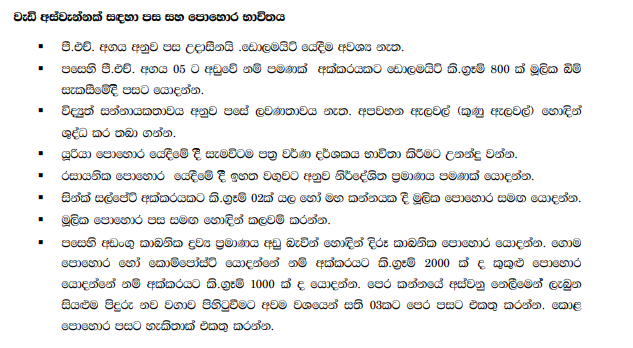 වැඩි අස්වැන්නක් සඳහා පස සහ පොහොර භාවිතය
▪ පී.එච්. අගය අනුව පස උදාසීනයි .ඩොලමයිට් යෙදීම අවශ්‍ය නැත.
▪ පසෙහි පී.එච්. අගය 05 ට අඩුවේ නම් පමණක් අක්කරයකට ඩොලමයිට් කි.ග්‍රෑම් 800 ක් මූලික බිම්
සැකසීමේදී පසට යොදන්න.
▪ විද්‍යුත් සන්නායකතාවය අනුව පසේ ලවණතාවය නැත. අපවහන ඇලවල් (කුණු ඇලවල්) හොඳින්
ශුද්ධ කර තබා ගන්න.
▪ යූරියා පොහොර යෙදීමේ දී සැමවිටම පත්‍ර වර්ණ දර්ශකය භාවිතා කිරීමට උනන්දු වන්න.
▪ රසායනික පොහොර යෙදීමේ දී ඉහත වගුවට අනුව නිර්දේශිත ප්‍රමාණය පමණක් යොදන්න.
▪ සින්ක් සල්පේට් අක්කරයකට කි.ග්‍රෑම් 02ක් යල හෝ මහ කන්නයක දී මූලික පොහොර සමඟ යොදන්න.
▪ මූලික පොහොර පස සමඟ හොඳින් කලවම් කරන්න.
▪ පසෙහි අඩංගු කාබනික ද්‍රව්‍ය ප්‍රමාණය අඩු බැවින් හොඳින් දිරූ කාබනික පොහොර යොදන්න. ගොම
පොහොර හෝ කොම්පෝස්ට් යොදන්නේ නම් අක්කරයට කි.ග්‍රෑම් 2000 ක් ද කුකුළු පොහොර
යොදන්නේ නම් අක්කරයට කි.ග්‍රෑම් 1000 ක් ද යොදන්න. පෙර කන්නයේ අස්වනු නෙලීමෙන් ලැබුන
සියළුම පිදුරු නව වගාව පිහිටුවීමට අවම වශයෙන් සති 03කට පෙර පසට එකතු කරන්න. කොළ
පොහොර පසට හැකිතාක් එකතු කරන්න.